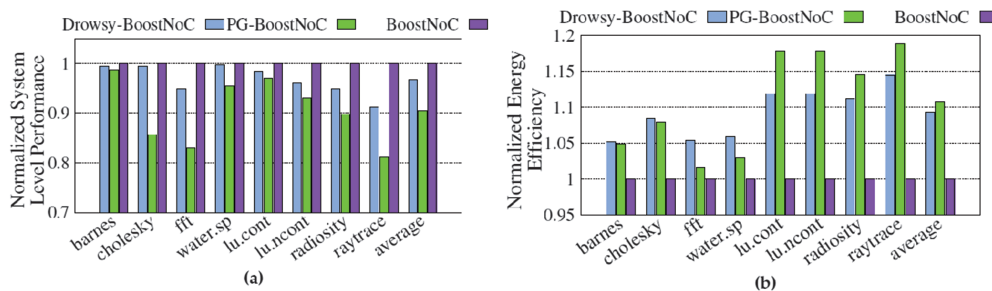 Drowsy-BoostNoC PG-BoostNoC BoostNoC
Normalized System
Level Performance
1
0.9
0.8
0.7
barnes
cholesky
fft
water.sp
lu.cont
lu.ncont
radiosity
raytrace
average
(a)
Drowsy-BoostNoC PG-BoostNoC BoostNoC
Normalized Energy
Efficiency
1.2
1.15
1.1
1.05
1
0.95
barnes
cholesky
fft
water.sp
lu.cont
lu.ncont
radiosity
raytrace
average
(b)